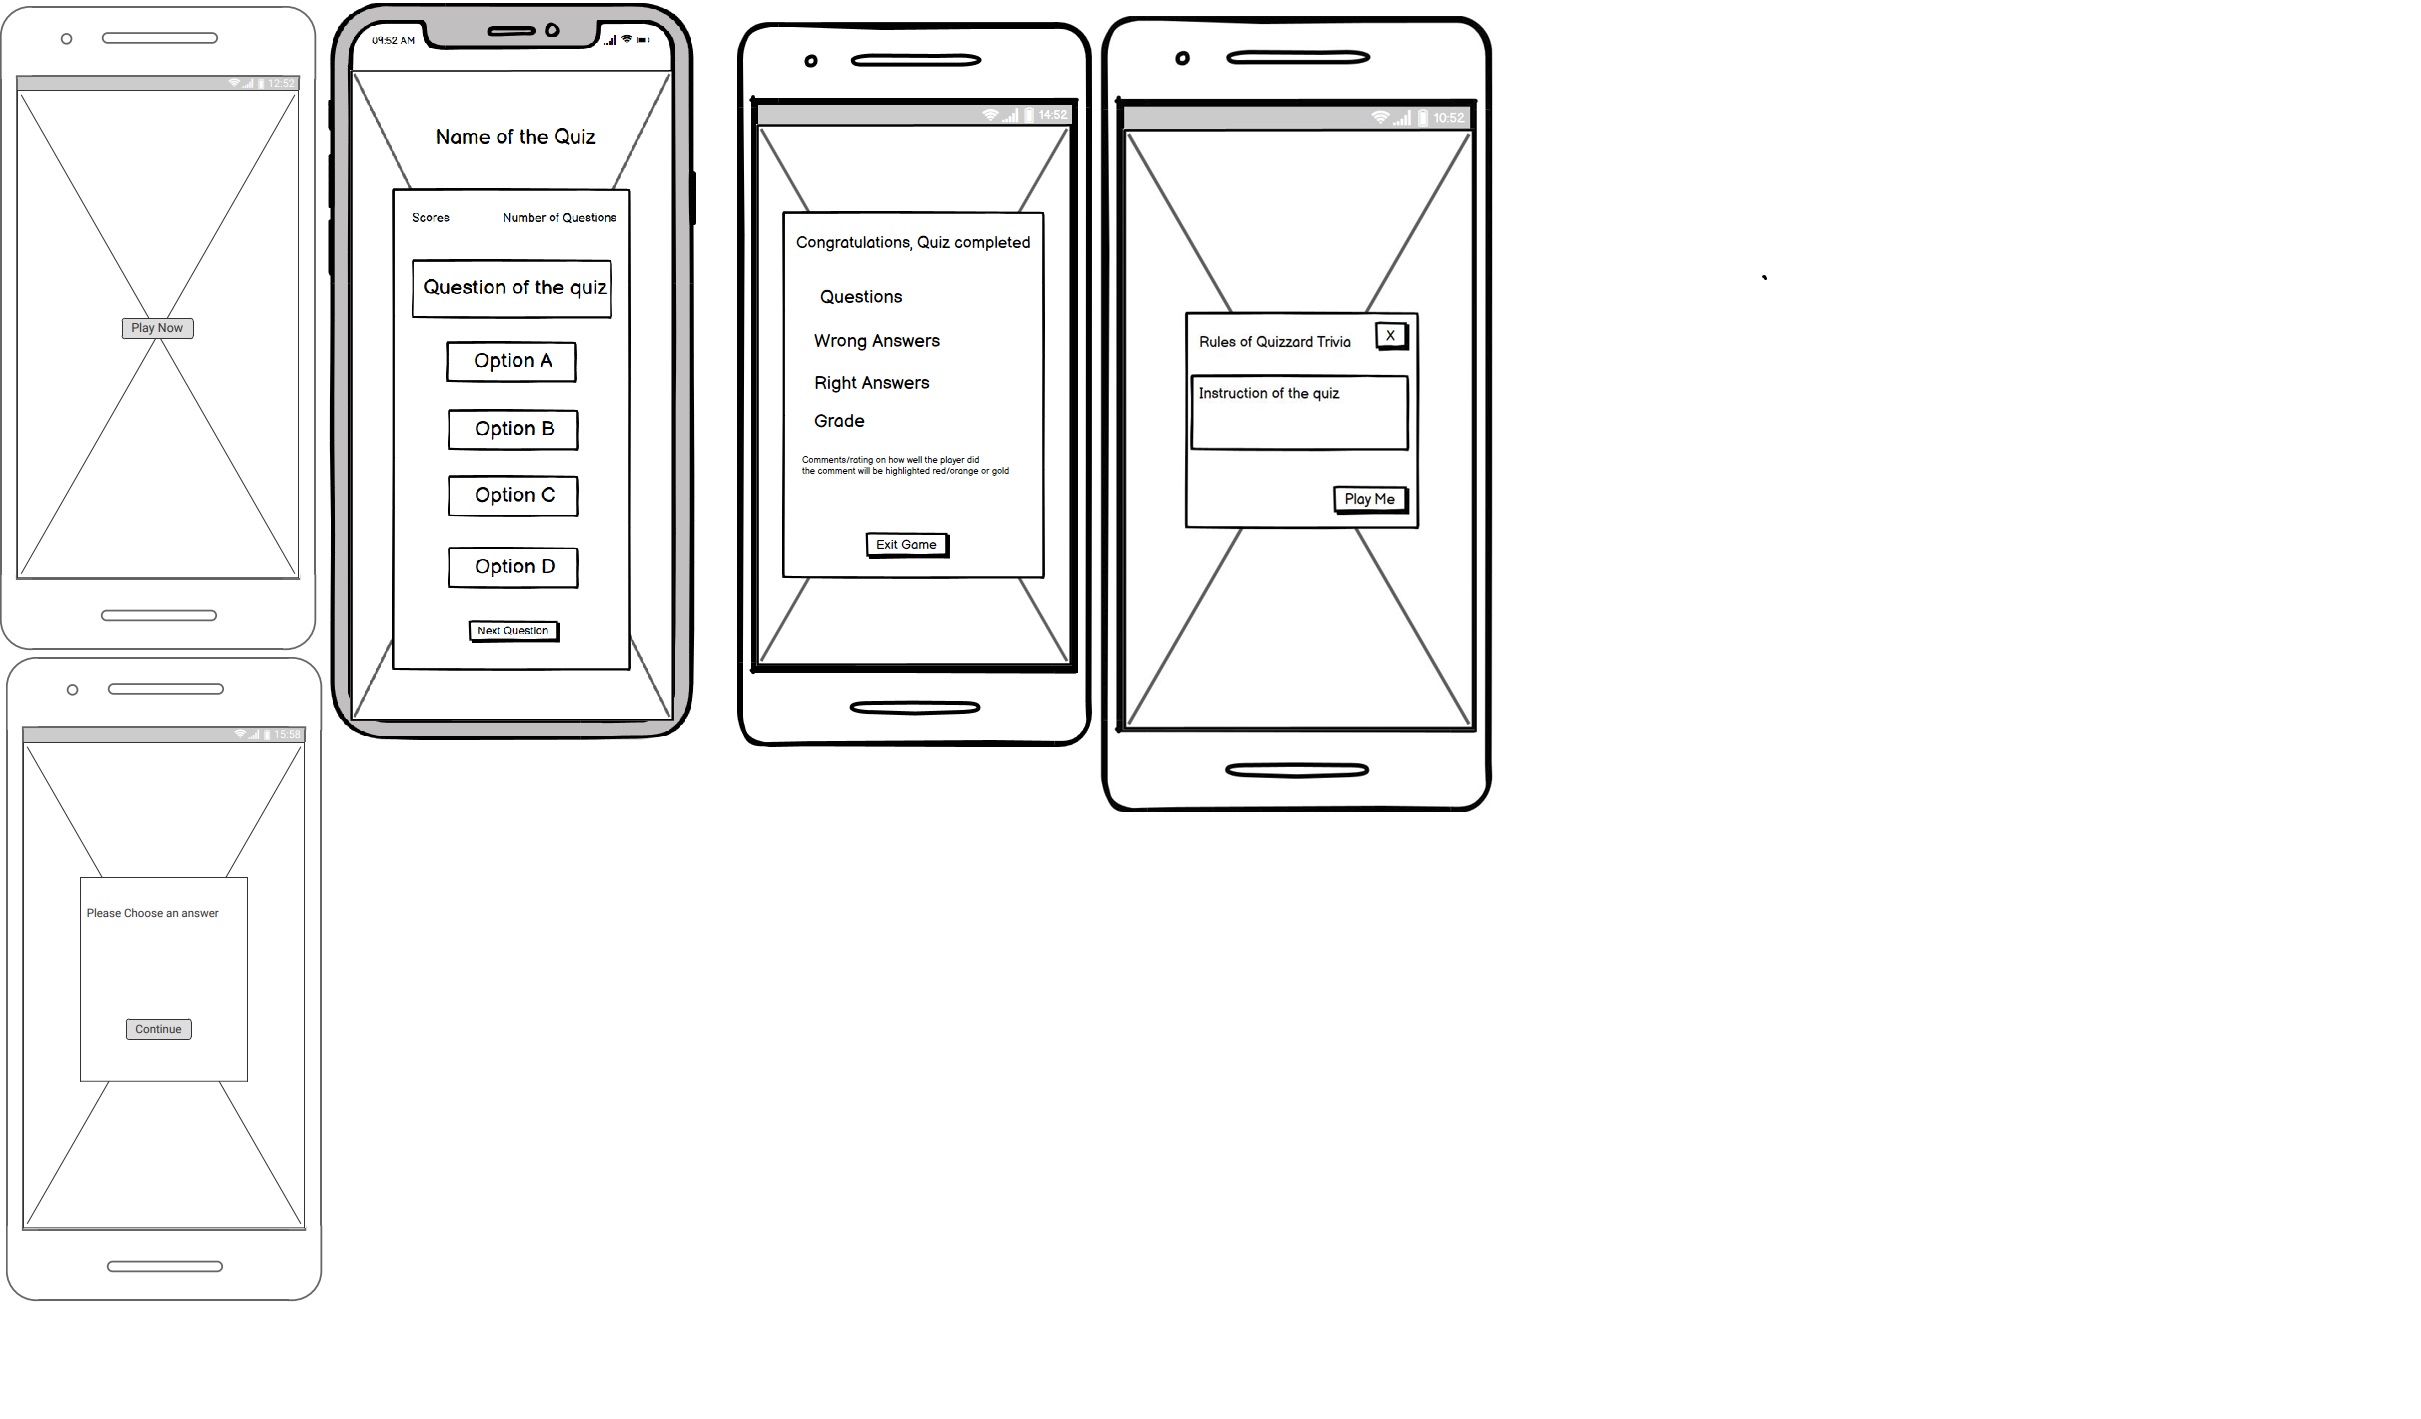 12:52
Play Now
09:52 AM
Name of the Quiz
Scores
Number of Questions
Question of the quiz
Option A
Option B
Option C
Option D
Next Question
14:52
Congratulations, Quiz completed
Questions
Wrong Answers
Right Answers
Grade
Comments/rating on how well the player did
the comment will be highlighted red/orange or gold
Exit Game
10:52
Rules of Quizzard Trivia
X
Instruction of the quiz
Play Me
15:58
Please Choose an answer
Continue